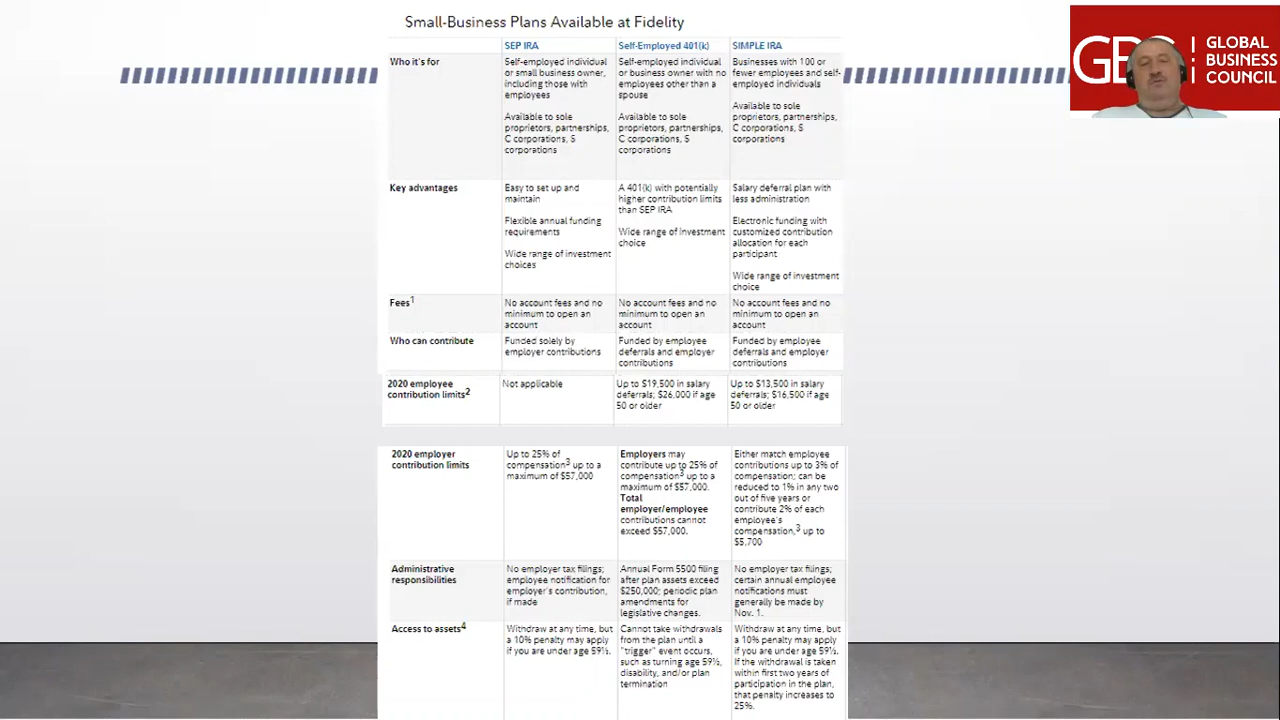 Small-Business Plans Available at Fidelity
GBC
GLOBAL
BUSINESS
COUNCIL
SEP IRA
Self-Employed 401(k)
SIMPLE IRA
Who it's for
Self-employed individual
or small business owner,
including those with
employees
Available to sole
proprietors, partnerships,
C corporations, S
corporations
Self-employed individual
or business owner with no
employees other than a
spouse
Available to sole
proprietors, partnerships,
C corporations, S
corporations
Businesses with 100 or
fewer employees and self-
employed individuals
Available to sole
proprietors, partnerships,
C corporations, S
corporations
Key advantages
Easy to set up and
maintain
Flexible annual funding
requirements
Wide range of investment
choices
A 401(k) with potentially
higher contribution limits
than SEP IRA
Wide range of investment
choice
Salary deferral plan with
less administration
Electronic funding with
customized contribution
allocation for each
participant
Wide range of investment
choice
Fees1
No account fees and no
minimum to open an
account
No account fees and no
minimum to open an
account
No account fees and no
minimum to open an
account
Who can contribute
Funded solely by
employer contributions
Funded by employee
deferrals and employer
contributions
Funded by employee
deferrals and employer
contributions
2020 employee
contribution limits2
Not applicable
Up to $19,500 in salary
deferrals; $26,000 if age
50 or older
Up to $13,500 in salary
deferrals; $16,500 if age
50 or older
2020 employer
contribution limits
Up to 25% of
compensation3 up to a
maximum of $57,000
Employers may
contribute up to 25% of
compensation3 up to a
maximum of $57,000.
Total
employer/employee
contributions cannot
exceed $57,000.
Either match employee
contributions up to 3% of
compensation; can be
reduced to 1% in any two
out of five years or
contribute 2% of each
employee's
compensation,3 up to
$5,700
Administrative
responsibilities
No employer tax filings;
employee notification for
employer's contribution,
if made
Annual Form 5500 filing
after plan assets exceed
$250,000; periodic plan
amendments for
legislative changes.
No employer tax filings;
certain annual employee
notifications must
generally be made by
Nov. 1.
Access to assets4
Withdraw at any time, but
a 10% penalty may apply
if you are under age 59½.
Cannot take withdrawals
from the plan until a
"trigger" event occurs,
such as turning age 59½,
disability, and/or plan
termination
Withdraw at any time, but
a 10% penalty may apply
if you are under age 59½.
If the withdrawal is taken
within first two years of
participation in the plan,
that penalty increases to
25%.